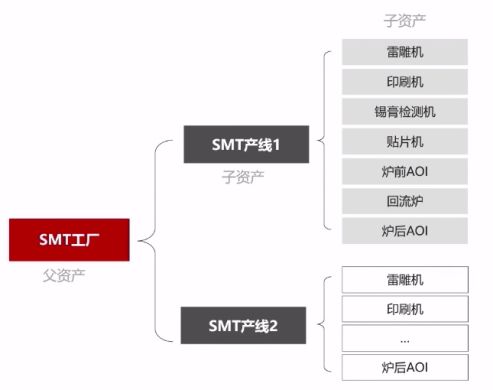 子资产
雷雕机
印刷机
锡膏检测机
贴片机
炉前AOI
回流炉
炉后AOI
SMT产线1
子资产
SMT工厂
父资产
SMT产线2
雷雕机
印刷机
...
炉后AOI